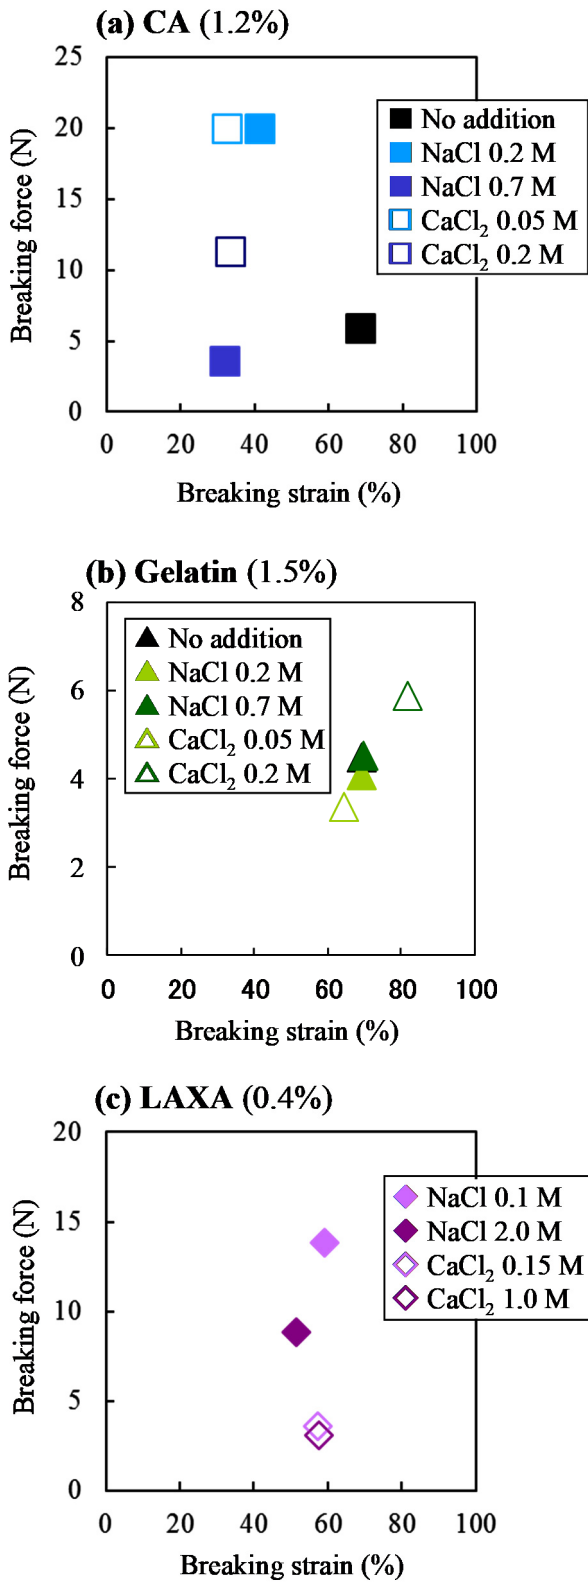 (a) CA (1.2%)
25
20
15
10
5
0
Breaking force (N)
No addition
NaCl 0.2 M
NaCl 0.7 M
CaCl₂ 0.05 M
CaCl₂ 0.2 M
0 20 40 60 80 100
Breaking strain (%)
(b) Gelatin (1.5%)
8
6
4
2
0
Breaking force (N)
No addition
NaCl 0.2 M
NaCl 0.7 M
CaCl₂ 0.05 M
CaCl₂ 0.2 M
0 20 40 60 80 100
Breaking strain (%)
(c) LAXA (0.4%)
20
15
10
5
0
Breaking force (N)
NaCl 0.1 M
NaCl 2.0 M
CaCl₂ 0.15 M
CaCl₂ 1.0 M
0 20 40 60 80 100
Breaking strain (%)